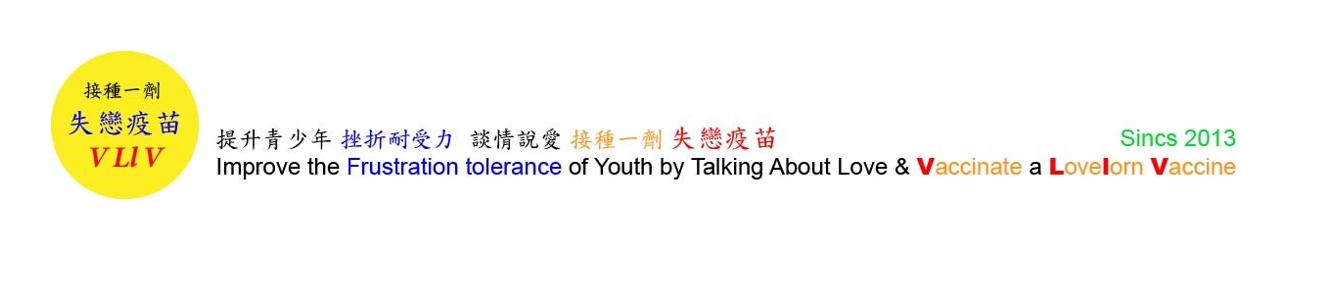 接種一劑
失戀疫苗
VLlV
提升青少年 挫折耐受力 談情說愛 接種一劑 失戀疫苗
Sincs 2013
Improve the Frustration tolerance of Youth by Talking About Love & Vaccinate a Lovelorn Vaccine